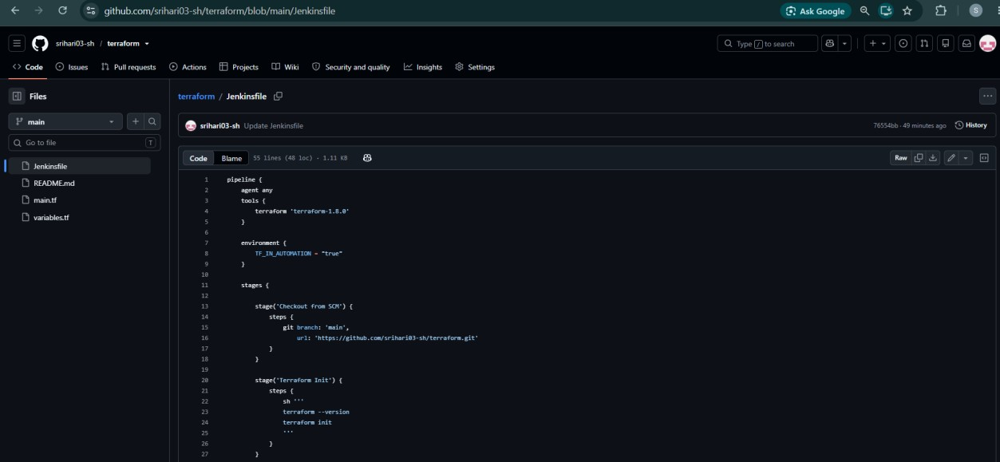 github.com/srihari03-sh/terraform/blob/main/Jenkinsfile
Ask Google
S
srihari03-sh / terraform
Type / to search
Code Issues Pull requests Actions Projects Wiki Security and quality Insights Settings
Files
terraform / Jenkinsfile
main
srihari03-sh Update Jenkinsfile
76554bb · 49 minutes ago History
Go to file T
Code Blame 55 lines (48 loc) · 1.11 KB
Raw
Jenkinsfile
README.md
main.tf
variables.tf
1 pipeline {
2 agent any
3 tools {
4 terraform 'terraform-1.8.0'
5 }
6
7 environment {
8 TF_IN_AUTOMATION = "true"
9 }
10
11 stages {
12
13 stage('Checkout from SCM') {
14 steps {
15 git branch: 'main',
16 url: 'https://github.com/srihari03-sh/terraform.git'
17 }
18 }
19
20 stage('Terraform Init') {
21 steps {
22 sh '''
23 terraform --version
24 terraform init
25 '''
26 }
27 }